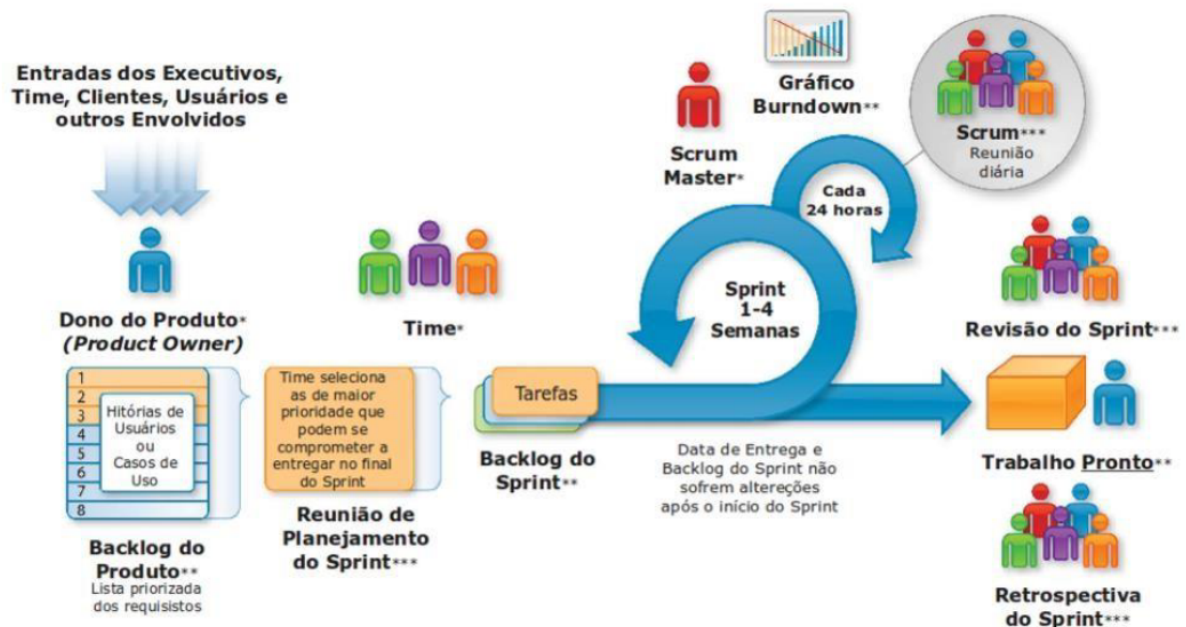 Entradas dos Executivos,
Time, Clientes, Usuários e
outros Envolvidos
Dono do Produto*
(Product Owner)
1
2
3
4
5
6
7
8
Hitórias de
Usuários
ou
Casos de
Uso
Backlog do
Produto**
Lista priorizada
dos requisistos
Time*
Time seleciona
as de maior
prioridade que
podem se
comprometer a
entregar no final
do Sprint
Reunião de
Planejamento
do Sprint***
Tarefas
Backlog do
Sprint**
Scrum
Master*
Gráfico
Burndown**
Scrum***
Reunião
diária
Cada
24 horas
Sprint
1-4
Semanas
Data de Entrega e
Backlog do Sprint não
sofrem altereções
após o início do Sprint
Revisão do Sprint***
Trabalho Pronto**
Retrospectiva
do Sprint***